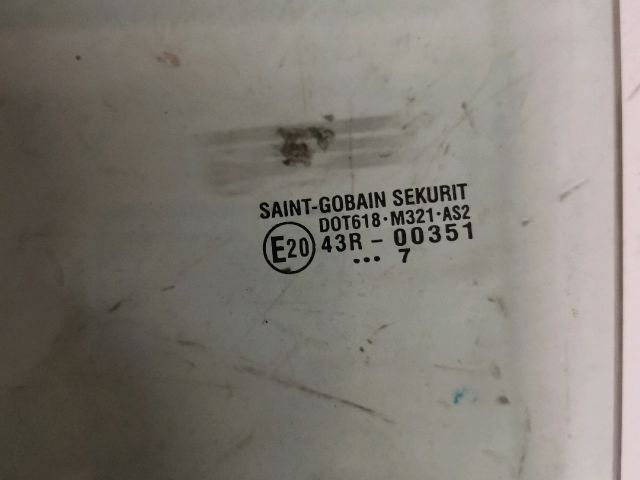 SAINT-GOBAIN SEKURIT
DOT618·M321·AS2
E20 43R - 00351
... 7